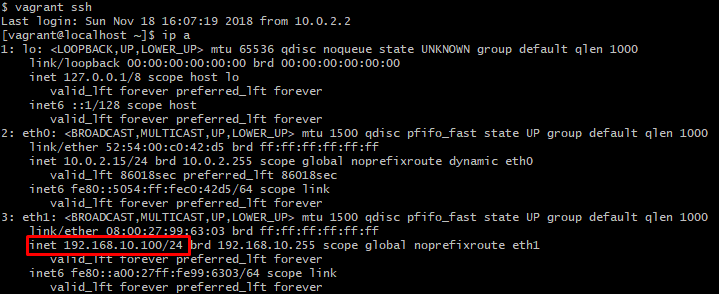 $ vagrant ssh
Last login: Sun Nov 18 16:07:19 2018 from 10.0.2.2
[vagrant@localhost ~]$ ip a
1: lo: <LOOPBACK,UP,LOWER_UP> mtu 65536 qdisc noqueue state UNKNOWN group default qlen 1000
link/loopback 00:00:00:00:00:00 brd 00:00:00:00:00:00
inet 127.0.0.1/8 scope host lo
valid_lft forever preferred_lft forever
inet6 ::1/128 scope host
valid_lft forever preferred_lft forever
2: eth0: <BROADCAST,MULTICAST,UP,LOWER_UP> mtu 1500 qdisc pfifo_fast state UP group default qlen 1000
link/ether 52:54:00:c0:42:d5 brd ff:ff:ff:ff:ff:ff
inet 10.0.2.15/24 brd 10.0.2.255 scope global noprefixroute dynamic eth0
valid_lft 86018sec preferred_lft 86018sec
inet6 fe80::5054:ff:fec0:42d5/64 scope link
valid_lft forever preferred_lft forever
3: eth1: <BROADCAST,MULTICAST,UP,LOWER_UP> mtu 1500 qdisc pfifo_fast state UP group default qlen 1000
link/ether 08:00:27:99:63:03 brd ff:ff:ff:ff:ff:ff
inet 192.168.10.100/24 brd 192.168.10.255 scope global noprefixroute eth1
valid_lft forever preferred_lft forever
inet6 fe80::a00:27ff:fe99:6303/64 scope link
valid_lft forever preferred_lft forever